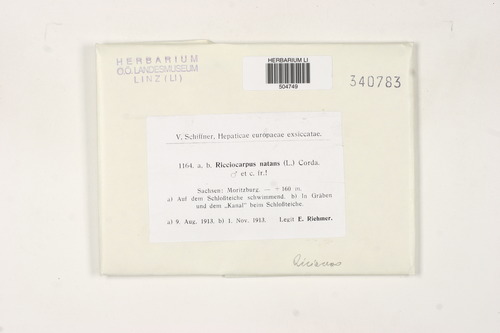 HERBARIUM
O.Ö. LANDESMUSEUM
LINZ (LI)
HERBARIUM LI
504749
340783
V. Schiffner, Hepaticae europaeae exsiccatae.
1164. a. b. Ricciocarpus natans (L.) Corda.
♂ et c. fr.!
Sachsen: Moritzburg. — ± 160 m.
a) Auf dem Schloßteiche schwimmend. b) In Gräben
und dem „Kanal“ beim Schloßteiche.
a) 9. Aug. 1913. b) 1. Nov. 1913. Legit E. Riehmer.